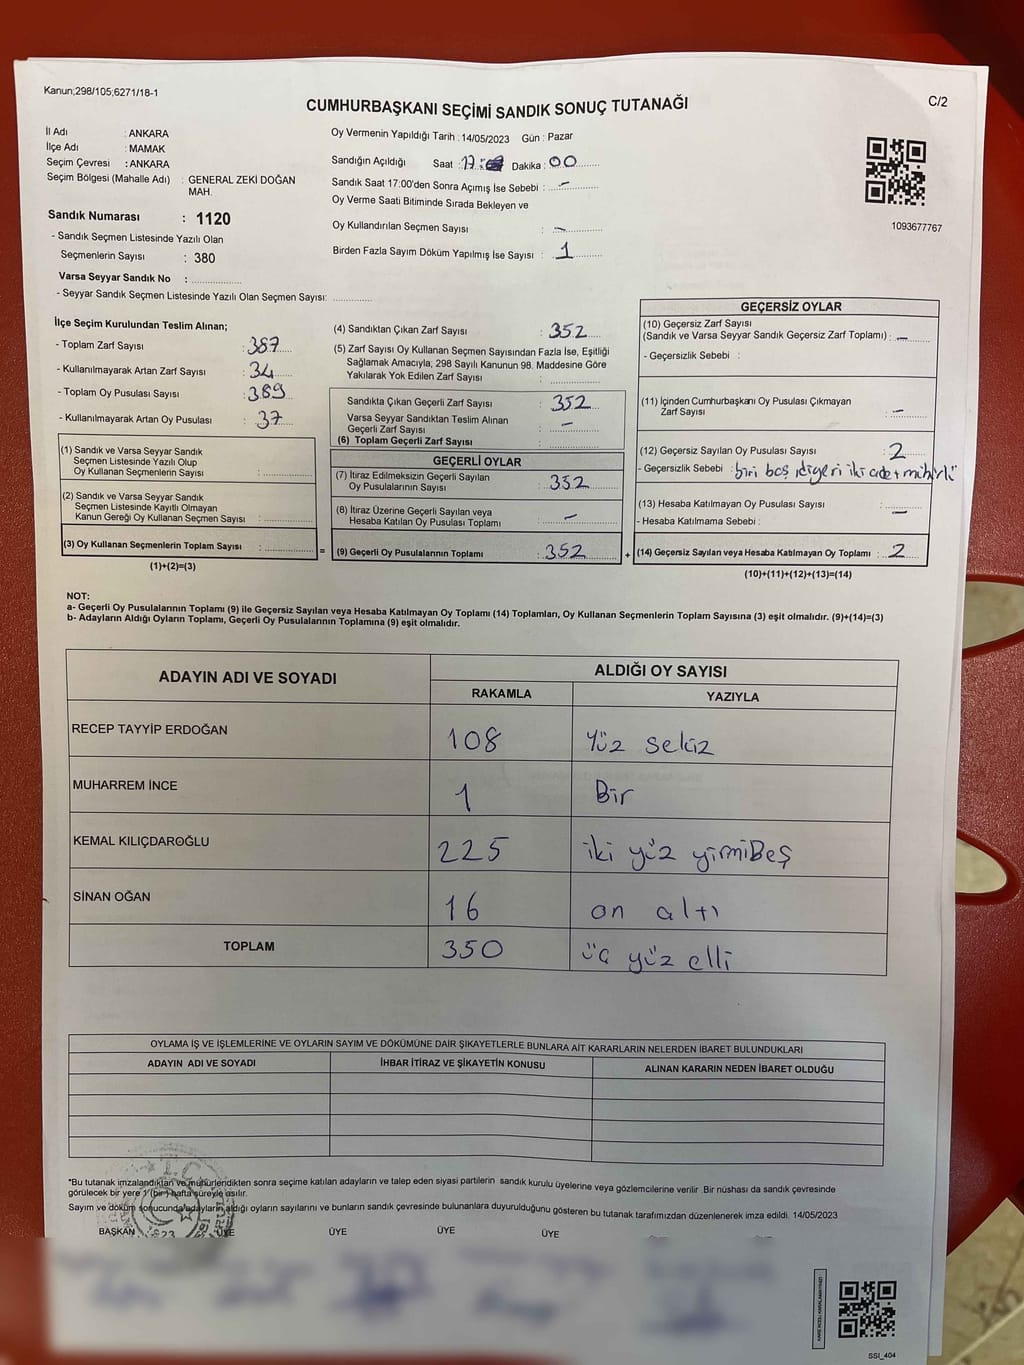 Kanun;298/105;6271/18-1
CUMHURBAŞKANI SEÇİMİ SANDIK SONUÇ TUTANAĞI
C/2
İl Adı : ANKARA
İlçe Adı : MAMAK
Seçim Çevresi : ANKARA
Seçim Bölgesi (Mahalle Adı) : GENERAL ZEKİ DOĞAN
MAH.
Sandık Numarası : 1120
- Sandık Seçmen Listesinde Yazılı Olan
Seçmenlerin Sayısı : 380
Varsa Seyyar Sandık No :
- Seyyar Sandık Seçmen Listesinde Yazılı Olan Seçmen Sayısı:
Oy Vermenin Yapıldığı Tarih : 14/05/2023 Gün : Pazar
Sandığın Açıldığı Saat : 17: Dakika : 00
Sandık Saat 17:00'den Sonra Açımış İse Sebebi : -
Oy Verme Saati Bitiminde Sırada Bekleyen ve
Oy Kullandırılan Seçmen Sayısı : -
Birden Fazla Sayım Döküm Yapılmış İse Sayısı : 1
1093677767
İlçe Seçim Kurulundan Teslim Alınan;
- Toplam Zarf Sayısı : 387
- Kullanılmayarak Artan Zarf Sayısı : 34
- Toplam Oy Pusulası Sayısı : 389
- Kullanılmayarak Artan Oy Pusulası : 37
(1) Sandık ve Varsa Seyyar Sandık
Seçmen Listesinde Yazılı Olup
Oy Kullanan Seçmenlerin Sayısı :
(2) Sandık ve Varsa Seyyar Sandık
Seçmen Listesinde Kayıtlı Olmayan
Kanun Gereği Oy Kullanan Seçmen Sayısı :
(3) Oy Kullanan Seçmenlerin Toplam Sayısı :
(1)+(2)=(3)
(4) Sandıktan Çıkan Zarf Sayısı : 352
(5) Zarf Sayısı Oy Kullanan Seçmen Sayısından Fazla İse, Eşitliği
Sağlamak Amacıyla; 298 Sayılı Kanunun 98. Maddesine Göre
Yakılarak Yok Edilen Zarf Sayısı :
Sandıkta Çıkan Geçerli Zarf Sayısı : 352
Varsa Seyyar Sandıktan Teslim Alınan
Geçerli Zarf Sayısı : -
(6) Toplam Geçerli Zarf Sayısı :
GEÇERLİ OYLAR
(7) İtiraz Edilmeksizin Geçerli Sayılan
Oy Pusulalarının Sayısı : 352
(8) İtiraz Üzerine Geçerli Sayılan veya
Hesaba Katılan Oy Pusulası Toplamı : -
= (9) Geçerli Oy Pusulalarının Toplamı : 352 +
GEÇERSİZ OYLAR
(10) Geçersiz Zarf Sayısı
(Sandık ve Varsa Seyyar Sandık Geçersiz Zarf Toplamı) : -
- Geçersizlik Sebebi :
(11) İçinden Cumhurbaşkanı Oy Pusulası Çıkmayan
Zarf Sayısı : -
(12) Geçersiz Sayılan Oy Pusulası Sayısı : 2
- Geçersizlik Sebebi : biri boş, diğeri iki adet mühürlü
(13) Hesaba Katılmayan Oy Pusulası Sayısı : -
- Hesaba Katılmama Sebebi :
(14) Geçersiz Sayılan veya Hesaba Katılmayan Oy Toplamı : 2
(10)+(11)+(12)+(13)=(14)
NOT:
a- Geçerli Oy Pusulalarının Toplamı (9) ile Geçersiz Sayılan veya Hesaba Katılmayan Oy Toplamı (14) Toplamları, Oy Kullanan Seçmenlerin Toplam Sayısına (3) eşit olmalıdır. (9)+(14)=(3)
b- Adayların Aldığı Oyların Toplamı, Geçerli Oy Pusulalarının Toplamına (9) eşit olmalıdır.
ADAYIN ADI VE SOYADI ALDIĞI OY SAYISI
RAKAMLA YAZIYLA
RECEP TAYYİP ERDOĞAN 108 Yüz sekiz
MUHARREM İNCE 1 Bir
KEMAL KILIÇDAROĞLU 225 iki yüz yirmiBeş
SİNAN OĞAN 16 on altı
TOPLAM 350 üç yüz elli
OYLAMA İŞ VE İŞLEMLERİNE VE OYLARIN SAYIM VE DÖKÜMÜNE DAİR ŞİKAYETLERLE BUNLARA AİT KARARLARIN NELERDEN İBARET BULUNDUKLARI
ADAYIN ADI VE SOYADI İHBAR İTİRAZ VE ŞİKAYETİN KONUSU ALINAN KARARIN NEDEN İBARET OLDUĞU
*Bu tutanak imzalandıktan ve mühürlendikten sonra seçime katılan adayların ve talep eden siyasi partilerin sandık kurulu üyelerine veya gözlemcilerine verilir .Bir nüshası da sandık çevresinde
görülecek bir yere 1 (bir) hafta süreyle asılır.
Sayım ve döküm sonucunda adayların aldığı oyların sayılarını ve bunların sandık çevresinde bulunanlara duyurulduğunu gösteren bu tutanak tarafımızdan düzenlenerek imza edildi. 14/05/2023
BAŞKAN ÜYE ÜYE ÜYE ÜYE
T.C.
SSI_404